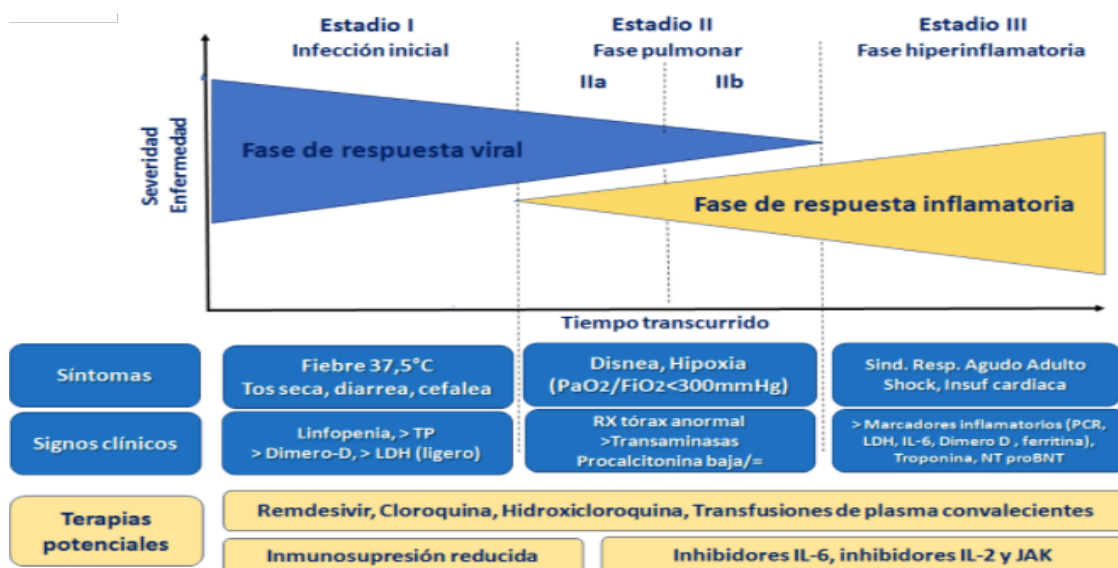 Estadio I
Infección inicial
Estadio II
Fase pulmonar
IIa
IIb
Estadio III
Fase hiperinflamatoria
Severidad
Enfermedad
Fase de respuesta viral
Fase de respuesta inflamatoria
Tiempo transcurrido
Síntomas
Fiebre 37,5°C
Tos seca, diarrea, cefalea
Disnea, Hipoxia
(PaO2/FiO2<300mmHg)
Sind. Resp. Agudo Adulto
Shock, Insuf cardiaca
Signos clínicos
Linfopenia, > TP
> Dimero-D, > LDH (ligero)
RX tórax anormal
>Transaminasas
Procalcitonina baja/=
> Marcadores inflamatorios (PCR,
LDH, IL-6, Dimero D , ferritina),
Troponina, NT proBNT
Terapias
potenciales
Remdesivir, Cloroquina, Hidroxicloroquina, Transfusiones de plasma convalecientes
Inmunosupresión reducida
Inhibidores IL-6, inhibidores IL-2 y JAK